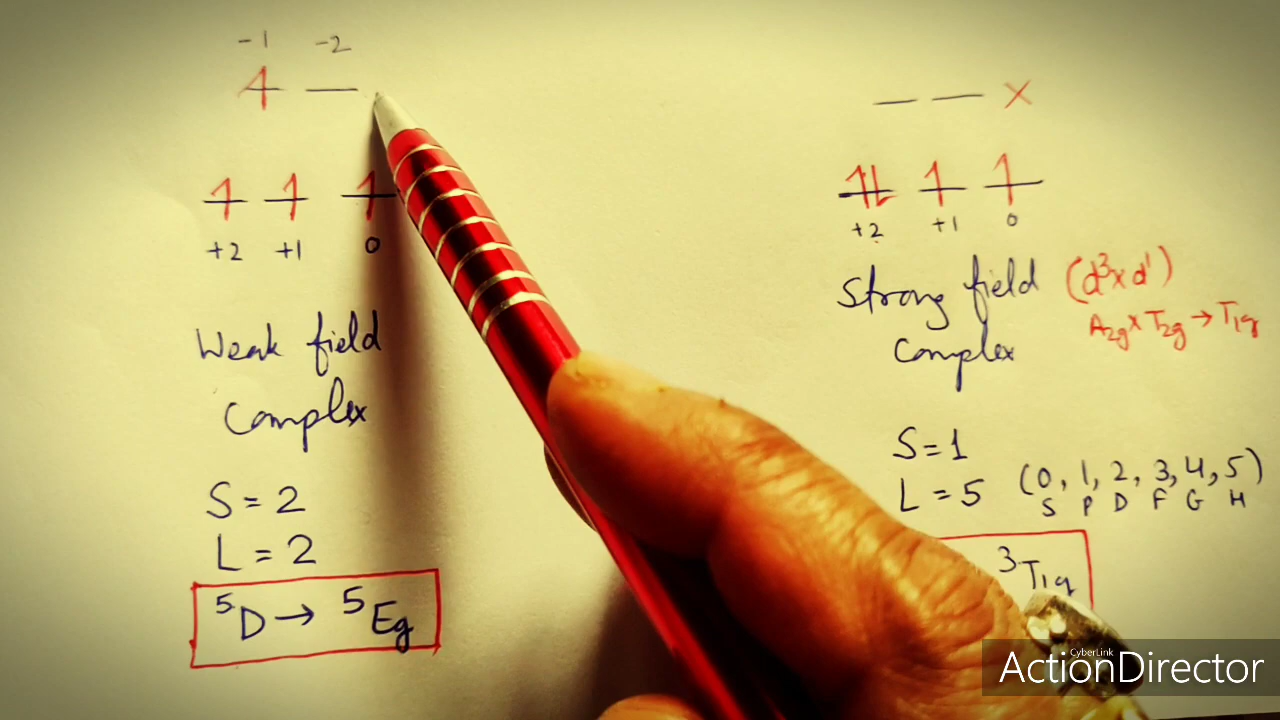 -1 -2
+2 +1 0
Weak field
Complex
S = 2
L = 2
⁵D → ⁵Eg
x
+2 +1 0
Strong field (d³xd¹)
Complex A₂g x T₂g → T₁g
S = 1
L = 5 (0, 1, 2, 3, 4, 5)
S P D F G H
³T₁g
CyberLink
ActionDirector